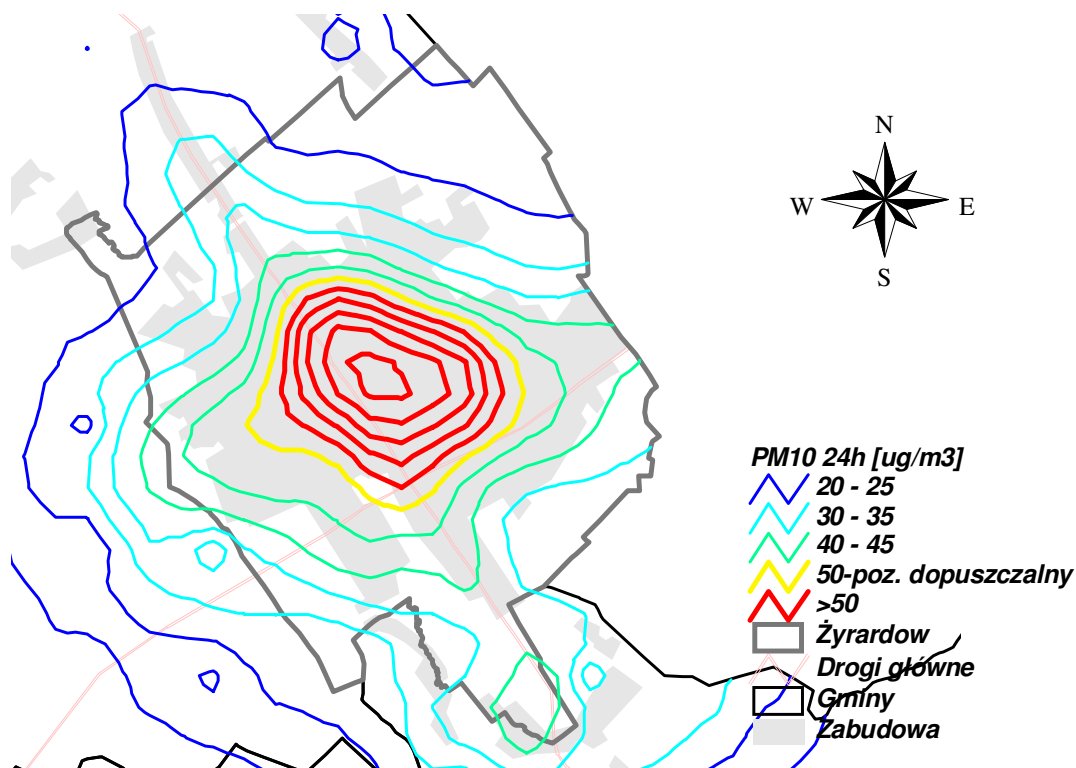 N
W E
S
PM10 24h [ug/m3]
20 - 25
30 - 35
40 - 45
50-poz. dopuszczalny
>50
Żyrardow
Drogi główne
Gminy
Zabudowa